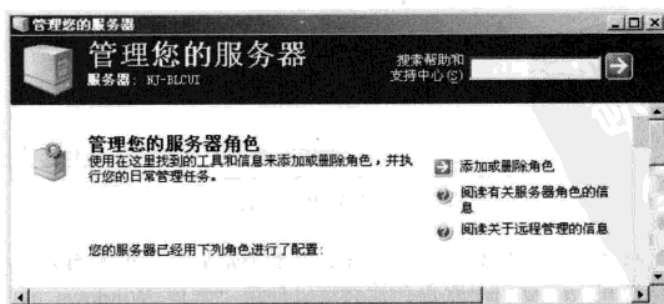 管理您的服务器
管理您的服务器
服务器: NJ-BLCUI
搜索帮助和
支持中心(S)
管理您的服务器角色
使用在这里找到的工具和信息来添加或删除角色，并执
行您的日常管理任务。
添加或删除角色
阅读有关服务器角色的信
息
阅读关于远程管理的信息
您的服务器已经用下列角色进行了配置: